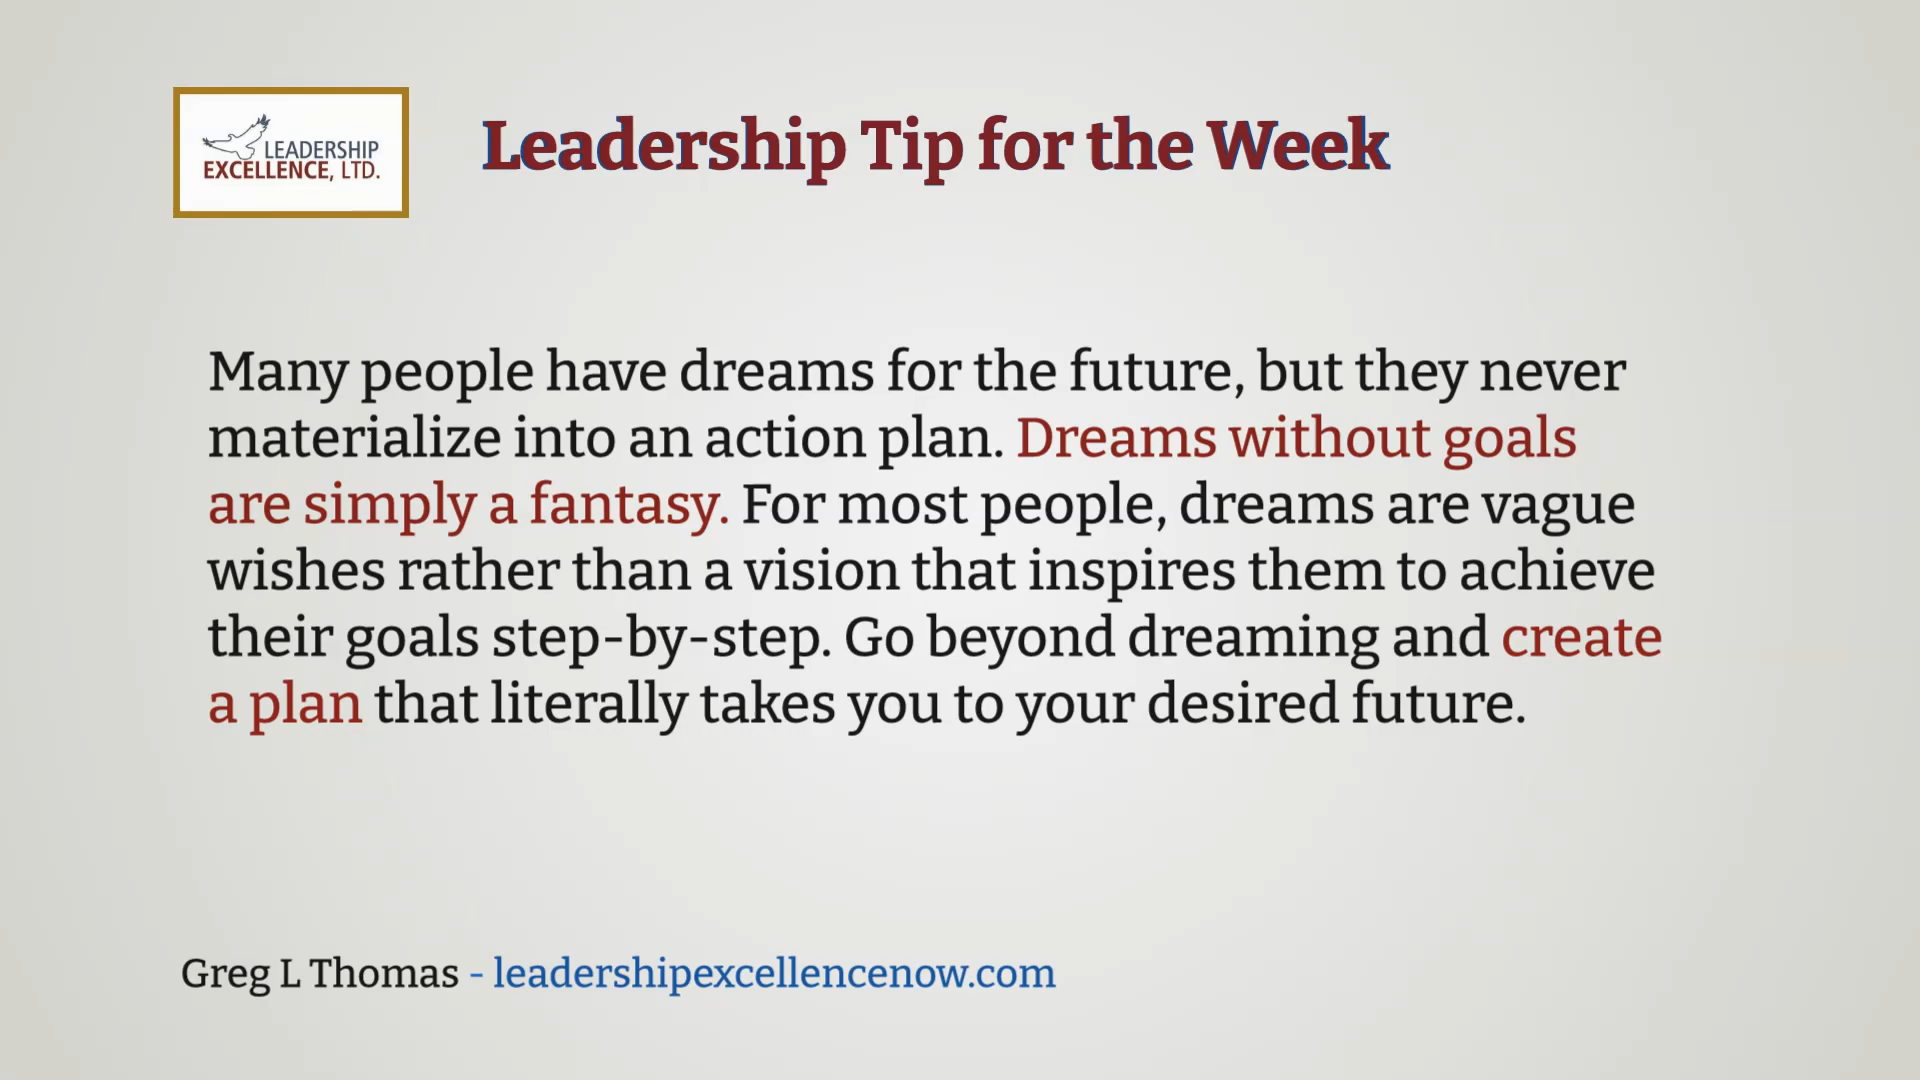 LEADERSHIP
EXCELLENCE, LTD.
Leadership Tip for the Week
Many people have dreams for the future, but they never
materialize into an action plan. Dreams without goals
are simply a fantasy. For most people, dreams are vague
wishes rather than a vision that inspires them to achieve
their goals step-by-step. Go beyond dreaming and create
a plan that literally takes you to your desired future.
Greg L Thomas - leadershipexcellencenow.com